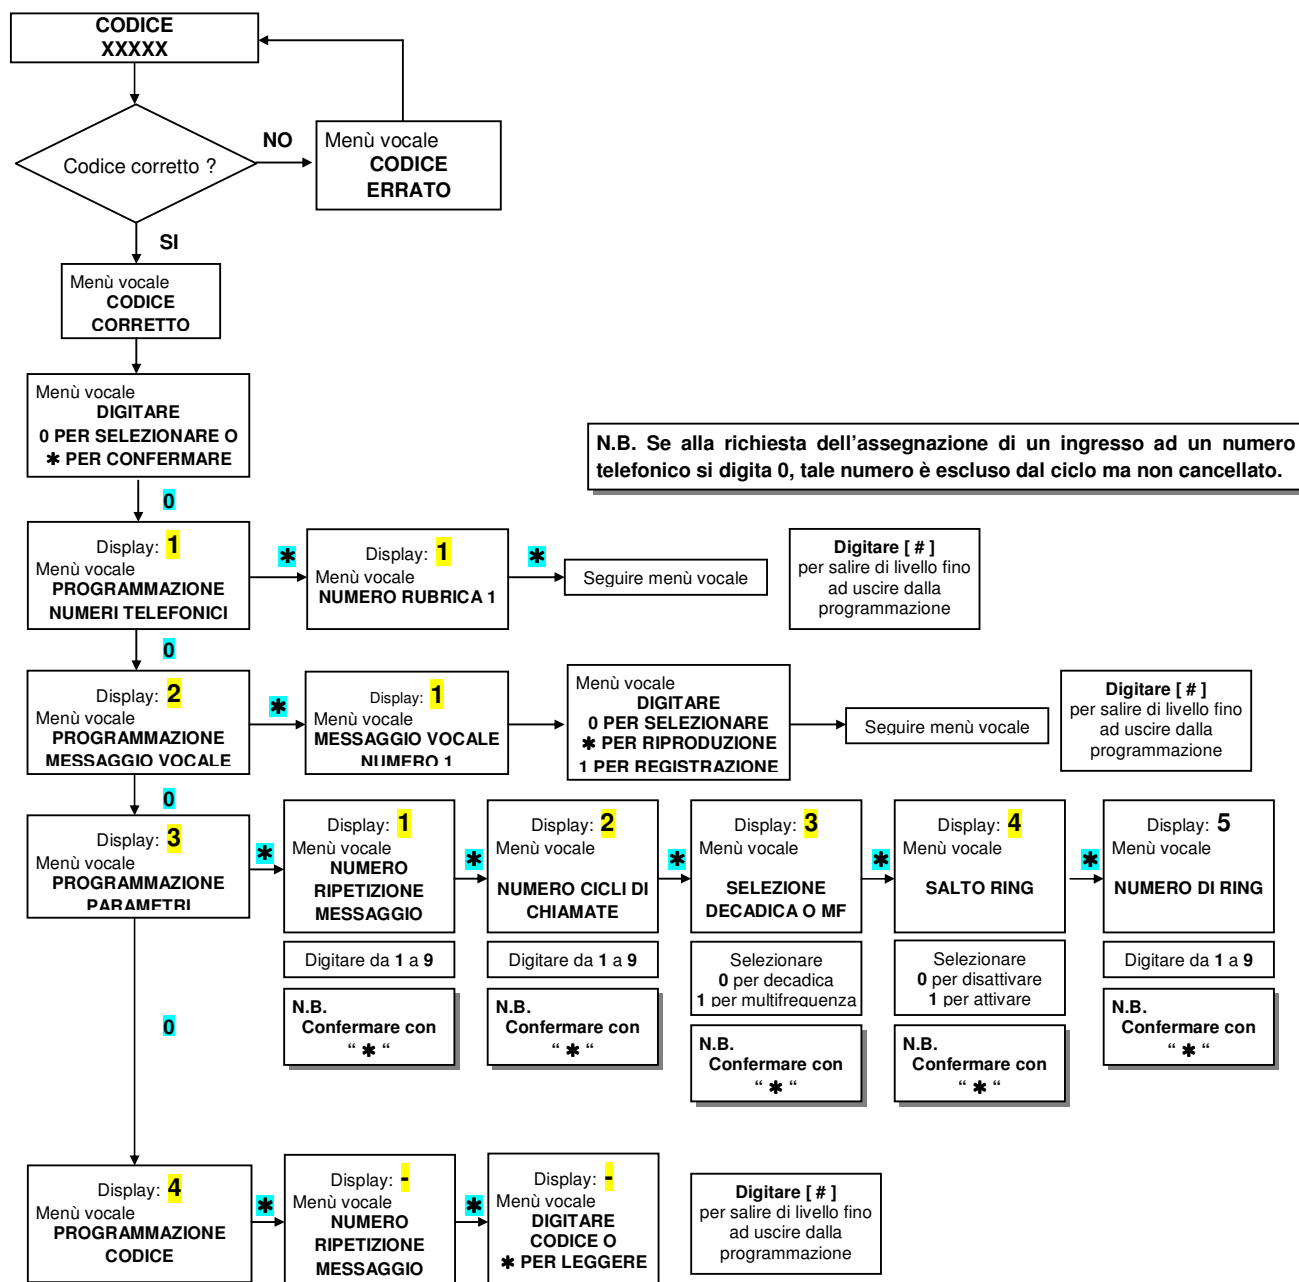 CODICE
XXXXX
Codice corretto ?
NO
Menù vocale
CODICE
ERRATO
SI
Menù vocale
CODICE
CORRETTO
Menù vocale
DIGITARE
0 PER SELEZIONARE O
✱ PER CONFERMARE
N.B. Se alla richiesta dell'assegnazione di un ingresso ad un numero
telefonico si digita 0, tale numero è escluso dal ciclo ma non cancellato.
0
Display: 1
Menù vocale
PROGRAMMAZIONE
NUMERI TELEFONICI
✱
Display: 1
Menù vocale
NUMERO RUBRICA 1
✱
Seguire menù vocale
Digitare [ # ]
per salire di livello fino
ad uscire dalla
programmazione
0
Display: 2
Menù vocale
PROGRAMMAZIONE
MESSAGGIO VOCALE
✱
Display: 1
Menù vocale
MESSAGGIO VOCALE
NUMERO 1
Menù vocale
DIGITARE
0 PER SELEZIONARE
✱ PER RIPRODUZIONE
1 PER REGISTRAZIONE
Seguire menù vocale
Digitare [ # ]
per salire di livello fino
ad uscire dalla
programmazione
0
Display: 3
Menù vocale
PROGRAMMAZIONE
PARAMETRI
✱
Display: 1
Menù vocale
NUMERO
RIPETIZIONE
MESSAGGIO
Digitare da 1 a 9
N.B.
Confermare con
“ ✱ “
✱
Display: 2
Menù vocale
NUMERO CICLI DI
CHIAMATE
Digitare da 1 a 9
N.B.
Confermare con
“ ✱ “
✱
Display: 3
Menù vocale
SELEZIONE
DECADICA O MF
Selezionare
0 per decadica
1 per multifrequenza
N.B.
Confermare con
“ ✱ “
✱
Display: 4
Menù vocale
SALTO RING
Selezionare
0 per disattivare
1 per attivare
N.B.
Confermare con
“ ✱ “
✱
Display: 5
Menù vocale
NUMERO DI RING
Digitare da 1 a 9
N.B.
Confermare con
“ ✱ “
0
Display: 4
Menù vocale
PROGRAMMAZIONE
CODICE
✱
Display: -
Menù vocale
NUMERO
RIPETIZIONE
MESSAGGIO
✱
Display: -
Menù vocale
DIGITARE
CODICE O
✱ PER LEGGERE
Digitare [ # ]
per salire di livello fino
ad uscire dalla
programmazione